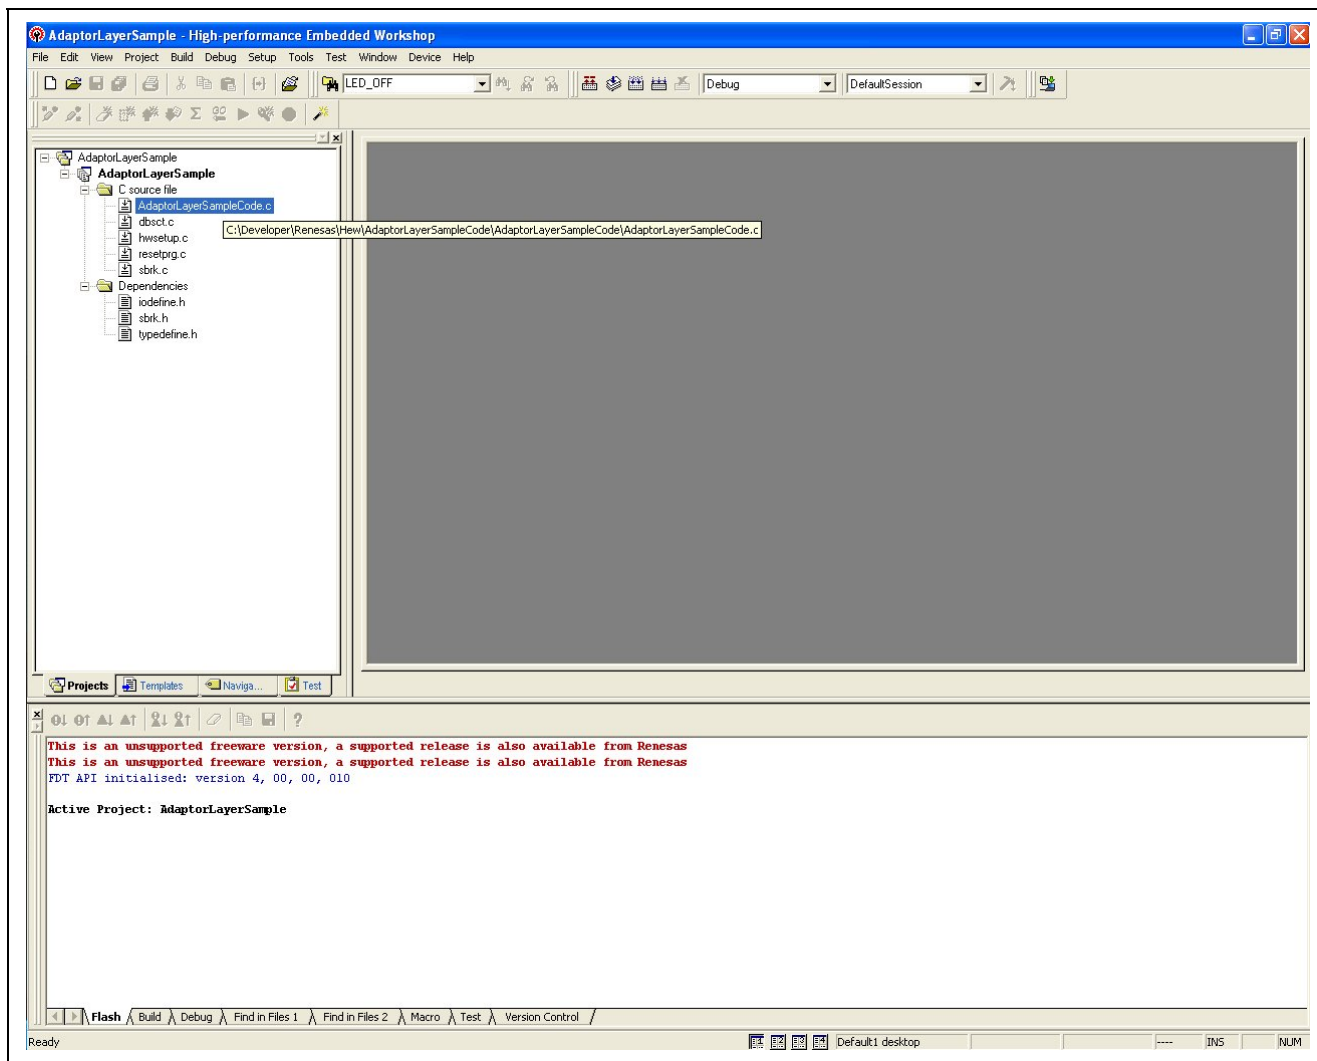 AdaptorLayerSample - High-performance Embedded Workshop
File Edit View Project Build Debug Setup Tools Test Window Device Help
LED_OFF Debug DefaultSession
AdaptorLayerSample
AdaptorLayerSample
C source file
AdaptorLayerSampleCode.c
dbsct.c
C:\Developer\Renesas\Hew\AdaptorLayerSampleCode\AdaptorLayerSampleCode\AdaptorLayerSampleCode.c
hwsetup.c
resetprg.c
sbrk.c
Dependencies
iodefine.h
sbrk.h
typedefine.h
Projects Templates Naviga... Test
This is an unsupported freeware version, a supported release is also available from Renesas
This is an unsupported freeware version, a supported release is also available from Renesas
FDT API initialised: version 4, 00, 00, 010
Active Project: AdaptorLayerSample
Flash Build Debug Find in Files 1 Find in Files 2 Macro Test Version Control
Ready Default1 desktop ---- INS NUM